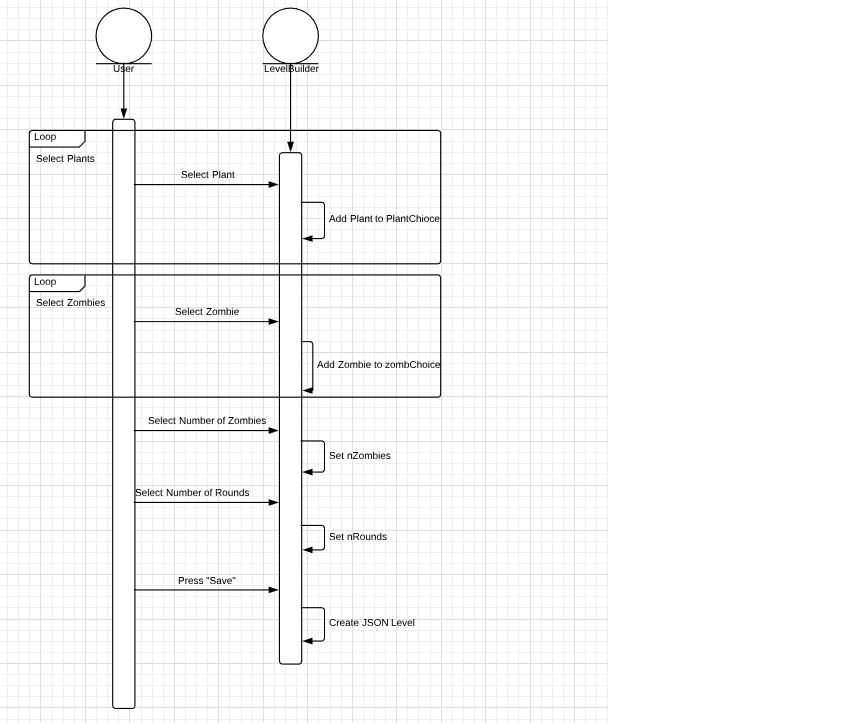 User
LevelBuilder
Loop
Select Plants
Select Plant
Add Plant to PlantChioce
Loop
Select Zombies
Select Zombie
Add Zombie to zombChoice
Select Number of Zombies
Set nZombies
Select Number of Rounds
Set nRounds
Press "Save"
Create JSON Level